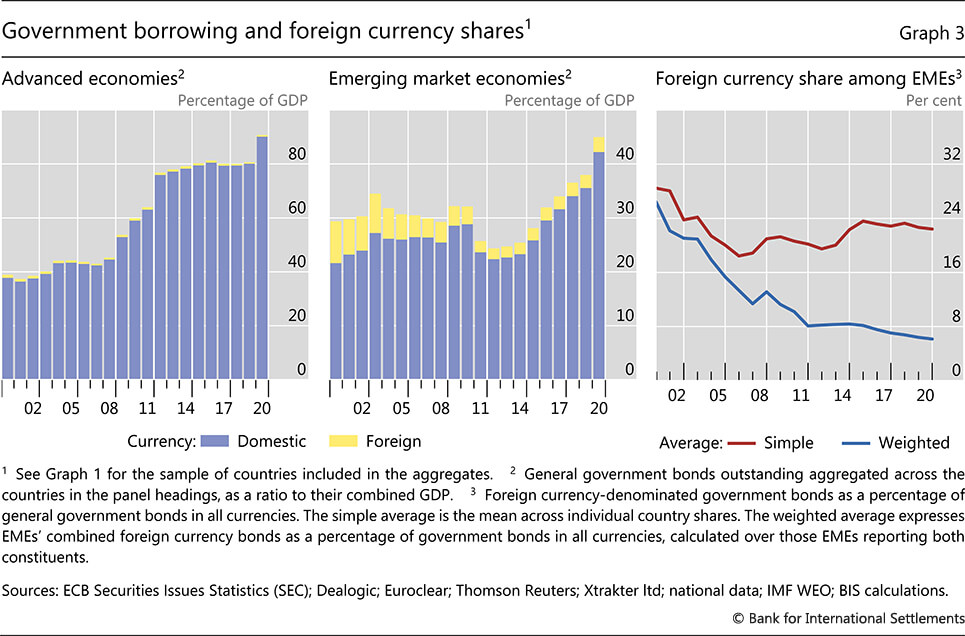 Government borrowing and foreign currency shares1
Graph 3
Advanced economies2
Percentage of GDP
80
60
40
20
0
02 05 08 11 14 17 20
Emerging market economies2
Percentage of GDP
40
30
20
10
0
02 05 08 11 14 17 20
Foreign currency share among EMEs3
Per cent
32
24
16
8
0
02 05 08 11 14 17 20
Currency: Domestic Foreign
Average: Simple Weighted
1 See Graph 1 for the sample of countries included in the aggregates. 2 General government bonds outstanding aggregated across the
countries in the panel headings, as a ratio to their combined GDP. 3 Foreign currency-denominated government bonds as a percentage of
general government bonds in all currencies. The simple average is the mean across individual country shares. The weighted average expresses
EMEs’ combined foreign currency bonds as a percentage of government bonds in all currencies, calculated over those EMEs reporting both
constituents.
Sources: ECB Securities Issues Statistics (SEC); Dealogic; Euroclear; Thomson Reuters; Xtrakter ltd; national data; IMF WEO; BIS calculations.
© Bank for International Settlements